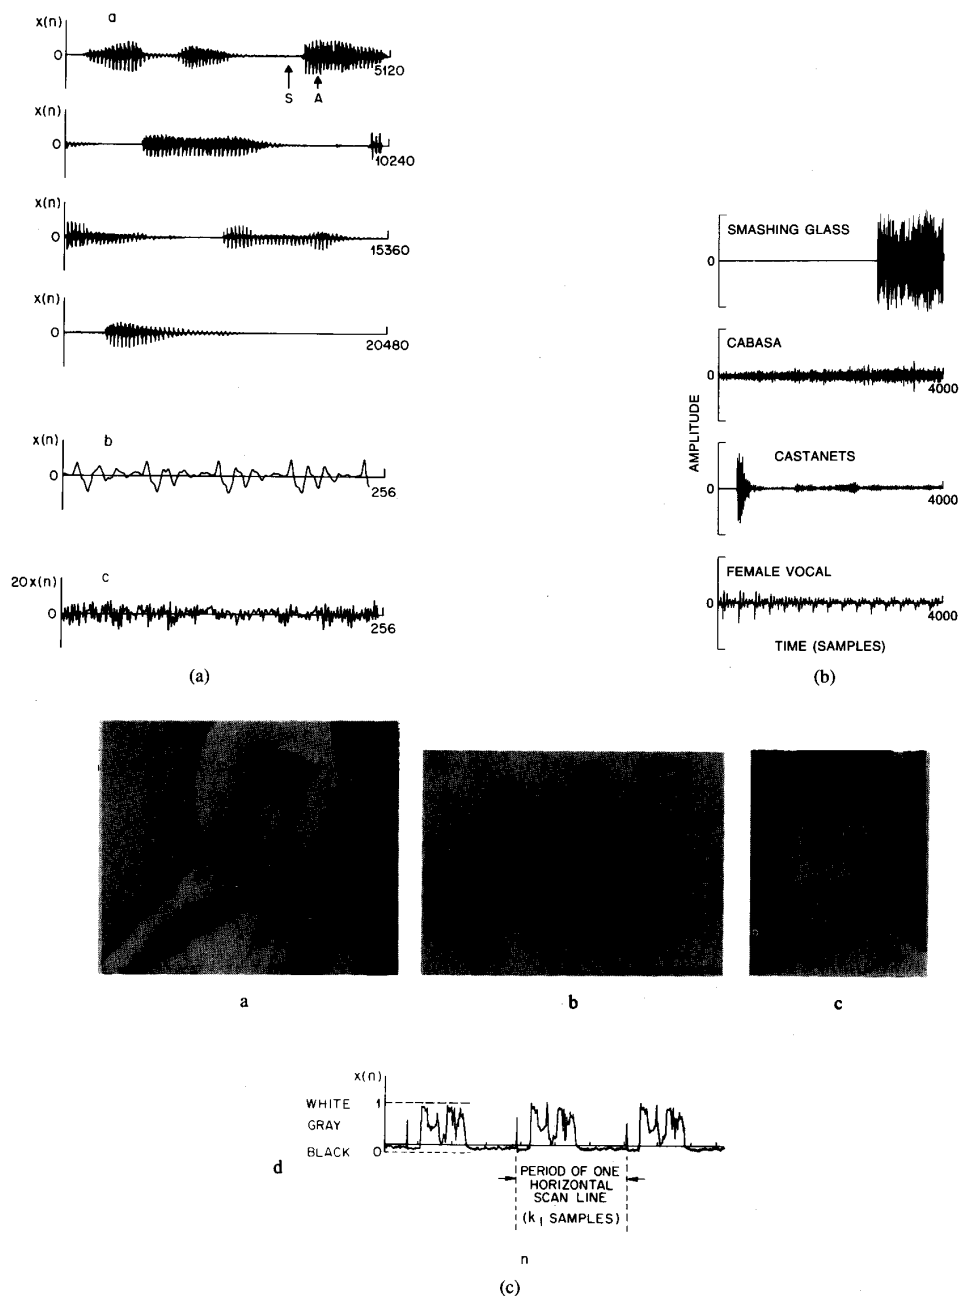 a
x(n)
0
5120
S A
x(n)
0
10240
x(n)
0
15360
x(n)
0
20480
b
x(n)
0
256
c
20x(n)
0
256
(a)
SMASHING GLASS
0
CABASA
0
4000
AMPLITUDE
CASTANETS
0
4000
FEMALE VOCAL
0
4000
TIME (SAMPLES)
(b)
a
b
c
x(n)
WHITE 1
GRAY
BLACK 0
d
PERIOD OF ONE
HORIZONTAL
SCAN LINE
(k₁ SAMPLES)
n
(c)